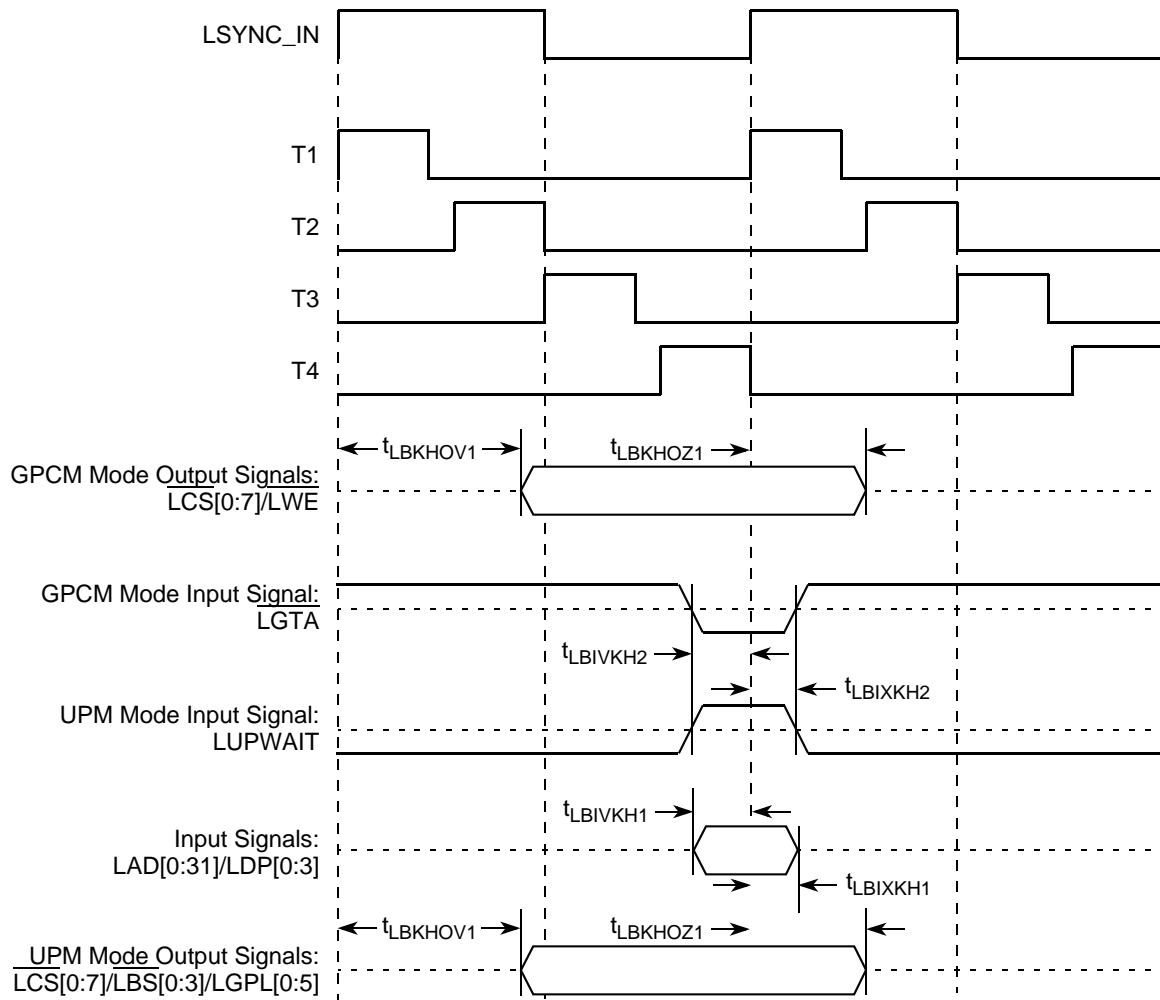 LSYNC_IN
T1
T2
T3
T4
tLBKHOV1
tLBKHOZ1
GPCM Mode Output Signals:
LCS[0:7]/LWE
GPCM Mode Input Signal:
LGTA
tLBIVKH2
tLBIXKH2
UPM Mode Input Signal:
LUPWAIT
tLBIVKH1
Input Signals:
LAD[0:31]/LDP[0:3]
tLBIXKH1
tLBKHOV1
tLBKHOZ1
UPM Mode Output Signals:
LCS[0:7]/LBS[0:3]/LGPL[0:5]